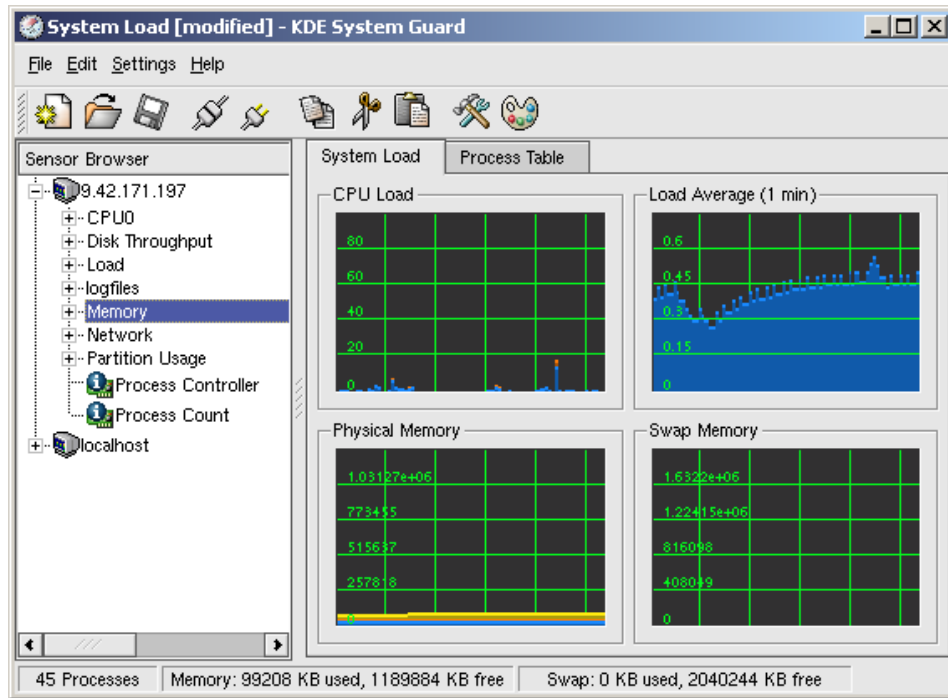 System Load [modified] - KDE System Guard
File Edit Settings Help
Sensor Browser
9.42.171.197
CPU0
Disk Throughput
Load
logfiles
Memory
Network
Partition Usage
Process Controller
Process Count
localhost
System Load
Process Table
CPU Load
80
60
40
20
0
Load Average (1 min)
0.6
0.45
0.3
0.15
0
Physical Memory
1.03127e+06
773455
515637
257818
0
Swap Memory
1.6322e+06
1.22415e+06
816098
408049
0
45 Processes
Memory: 99208 KB used, 1189884 KB free
Swap: 0 KB used, 2040244 KB free